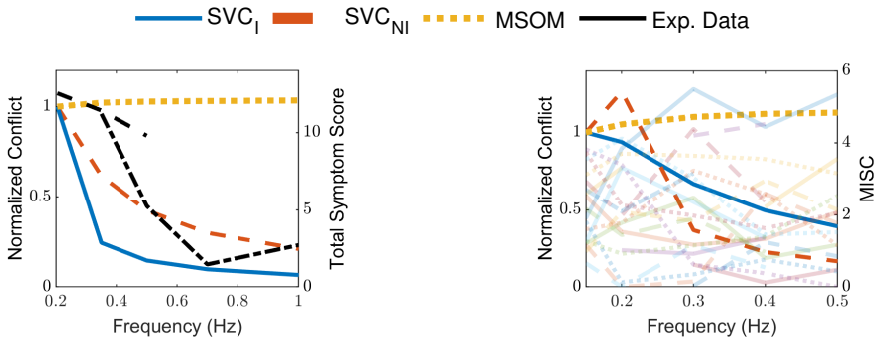 SVC_I SVC_NI MSOM Exp. Data
Normalized Conflict
1
0.5
0
0.2 0.4 0.6 0.8 1
Frequency (Hz)
10
5
0
Total Symptom Score
Normalized Conflict
1
0.5
0
0.2 0.3 0.4 0.5
Frequency (Hz)
6
4
2
0
MISC